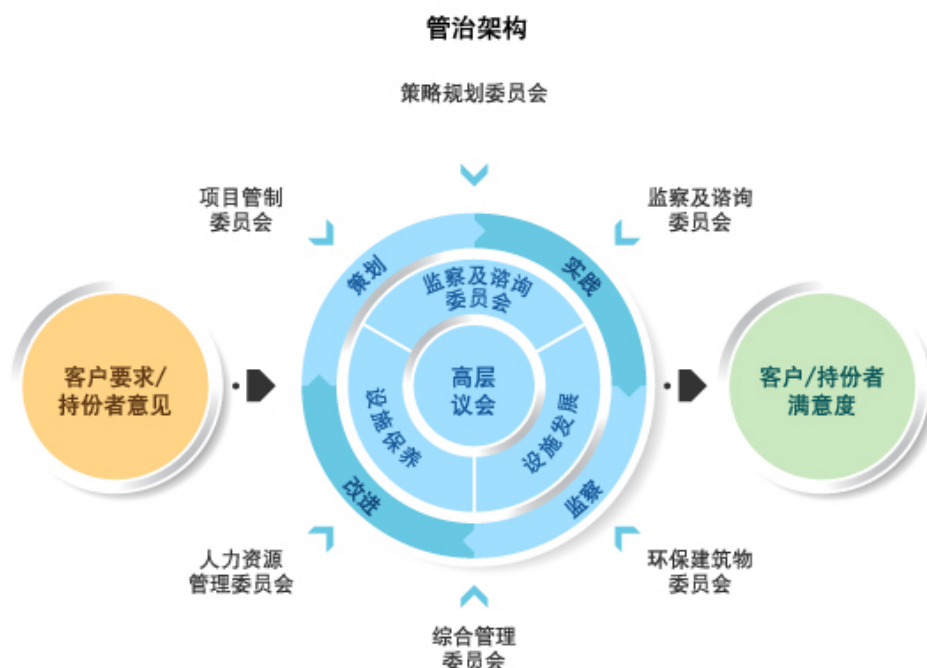 管治架构
策略规划委员会
项目管制
委员会
监察及谘询
委员会
策划
实践
监察及谘询
委员会
客户要求/
持份者意见
高层
议会
客户/持份者
满意度
设施保养
设施发展
改进
监察
人力资源
管理委员会
环保建筑物
委员会
综合管理
委员会